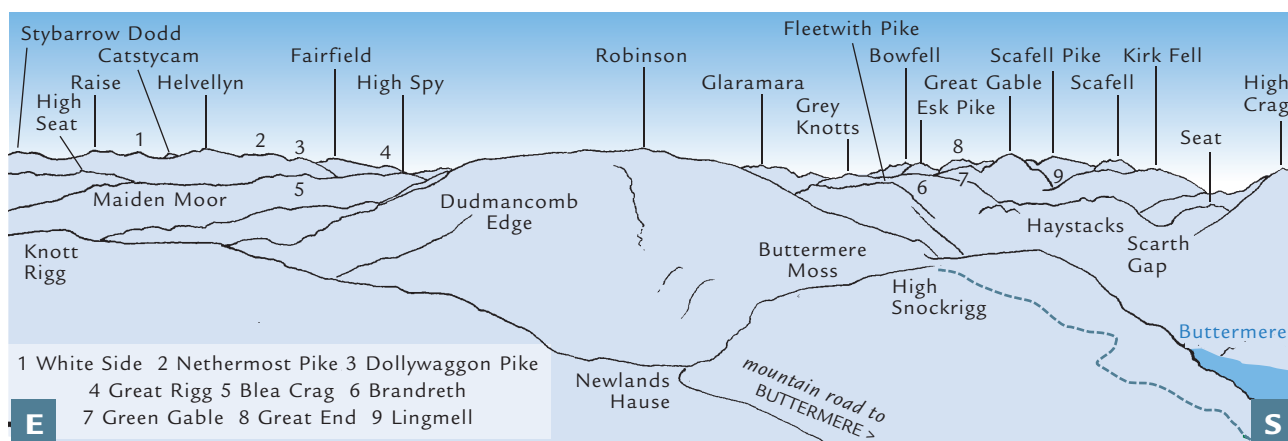 Stybarrow Dodd
Catstycam
Fairfield
Robinson
Fleetwith Pike
Bowfell
Scafell Pike
Kirk Fell
Raise
Helvellyn
High Spy
Glaramara
Great
Gable
Scafell
High
Crag
High
Seat
Grey
Knotts
Esk Pike
Seat
1
2
3
4
5
6
7
8
9
Maiden Moor
Dudmancomb
Edge
Haystacks
Scarth
Gap
Knott
Rigg
Buttermere
Moss
High
Snockrigg
Buttermere
Newlands
Hause
mountain road to
BUTTERMERE >
1 White Side 2 Nethermost Pike 3 Dollywaggon Pike
4 Great Rigg 5 Blea Crag 6 Brandreth
7 Green Gable 8 Great End 9 Lingmell
E
S